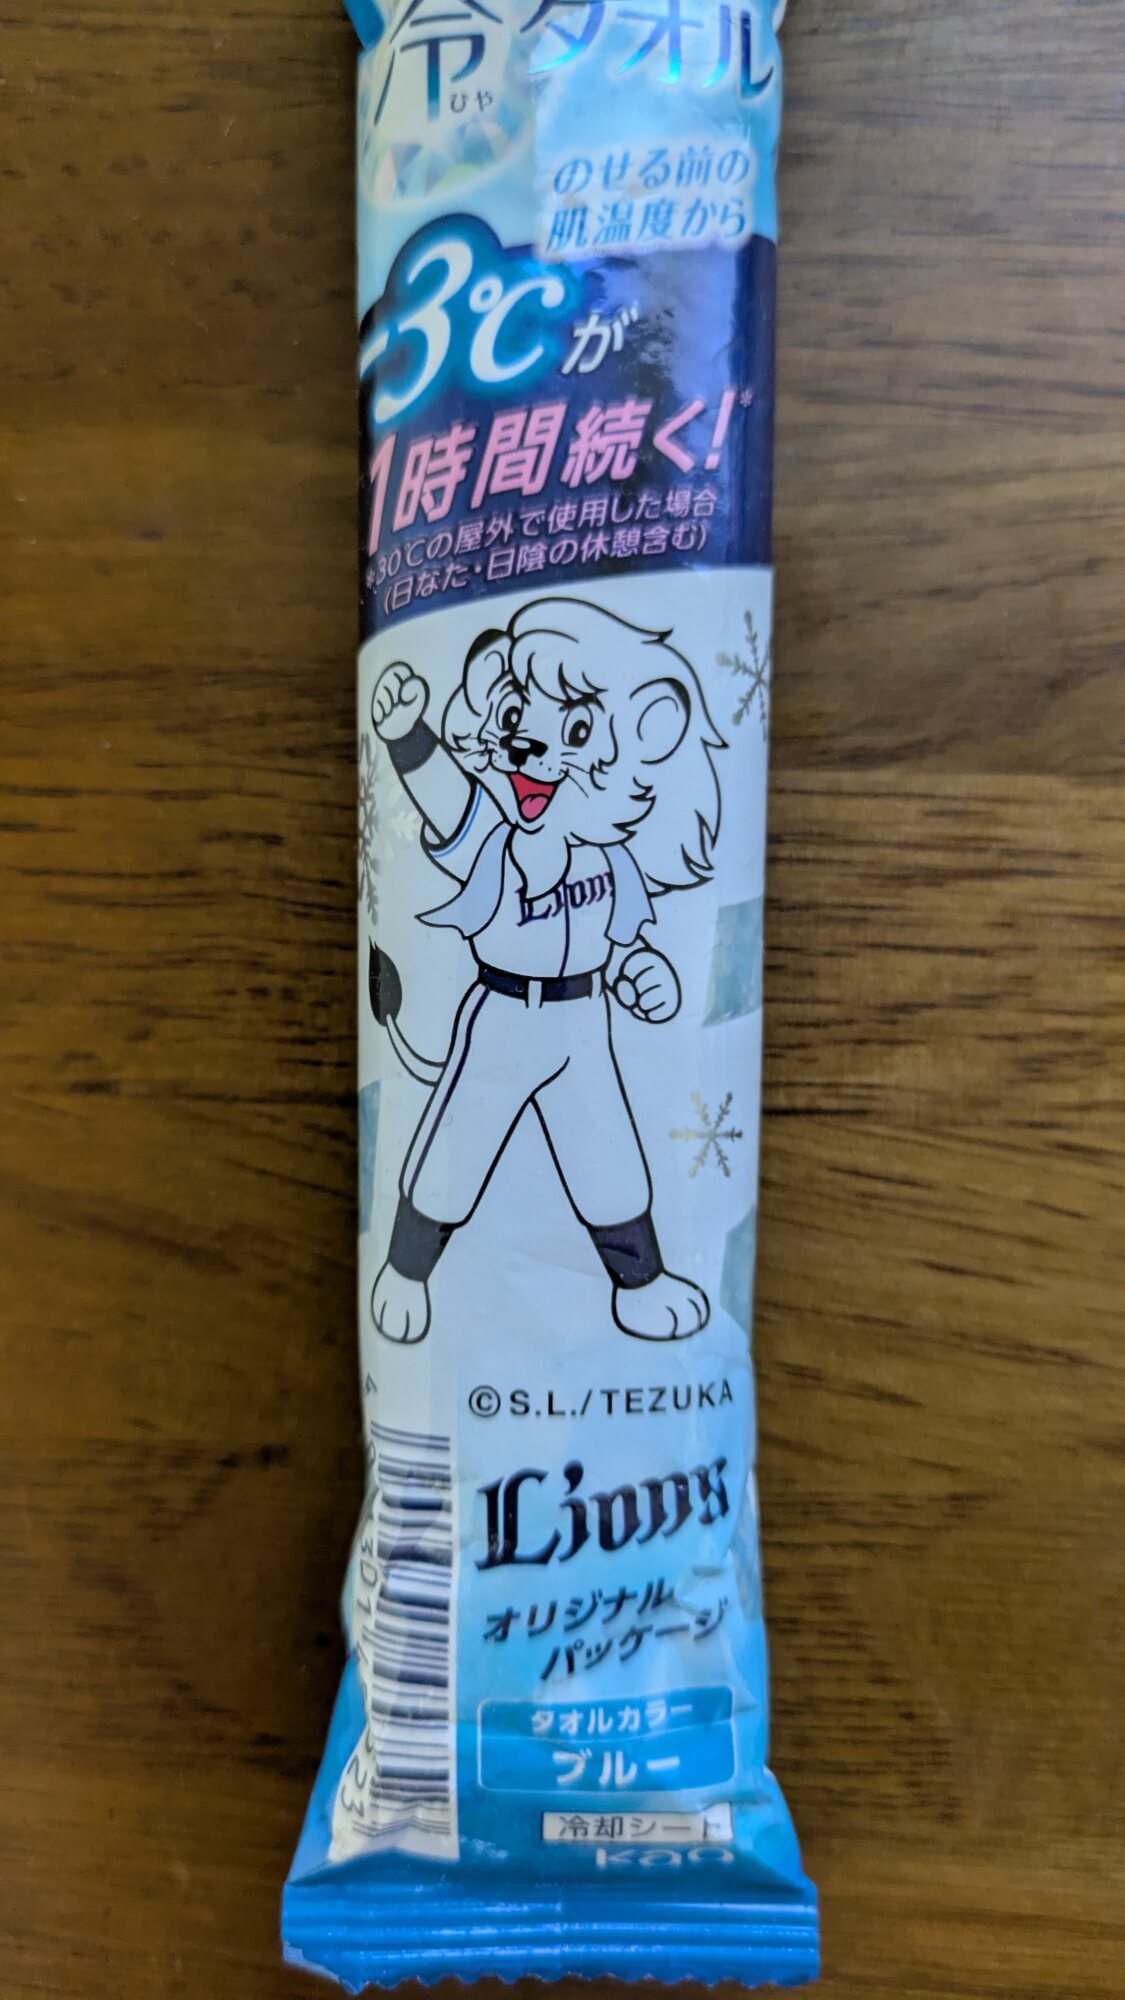 冷タオル
ひや
のせる前の
肌温度から
-3℃が
1時間続く!*
*30℃の屋外で使用した場合
(日なた・日陰の休憩含む)
Lions
©S.L./TEZUKA
Lions
オリジナル
パッケージ
タオルカラー
ブルー
冷却シート
kao